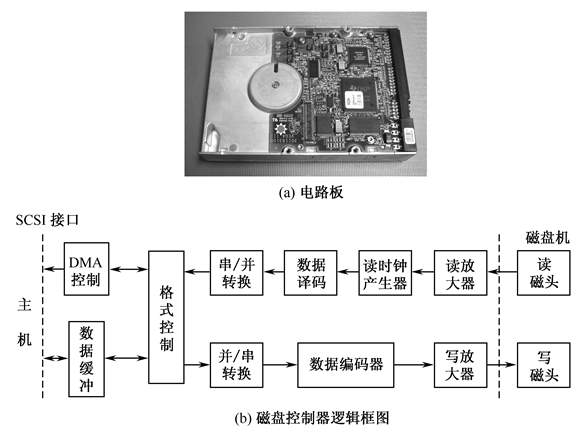 (a) 电路板
SCSI 接口
磁盘机
DMA
控制
格式控制
串/并
转换
数据
译码
读时钟
产生器
读放
大器
读
磁头
主
机
数据
缓冲
并/串
转换
数据编码器
写放
大器
写
磁头
(b) 磁盘控制器逻辑框图